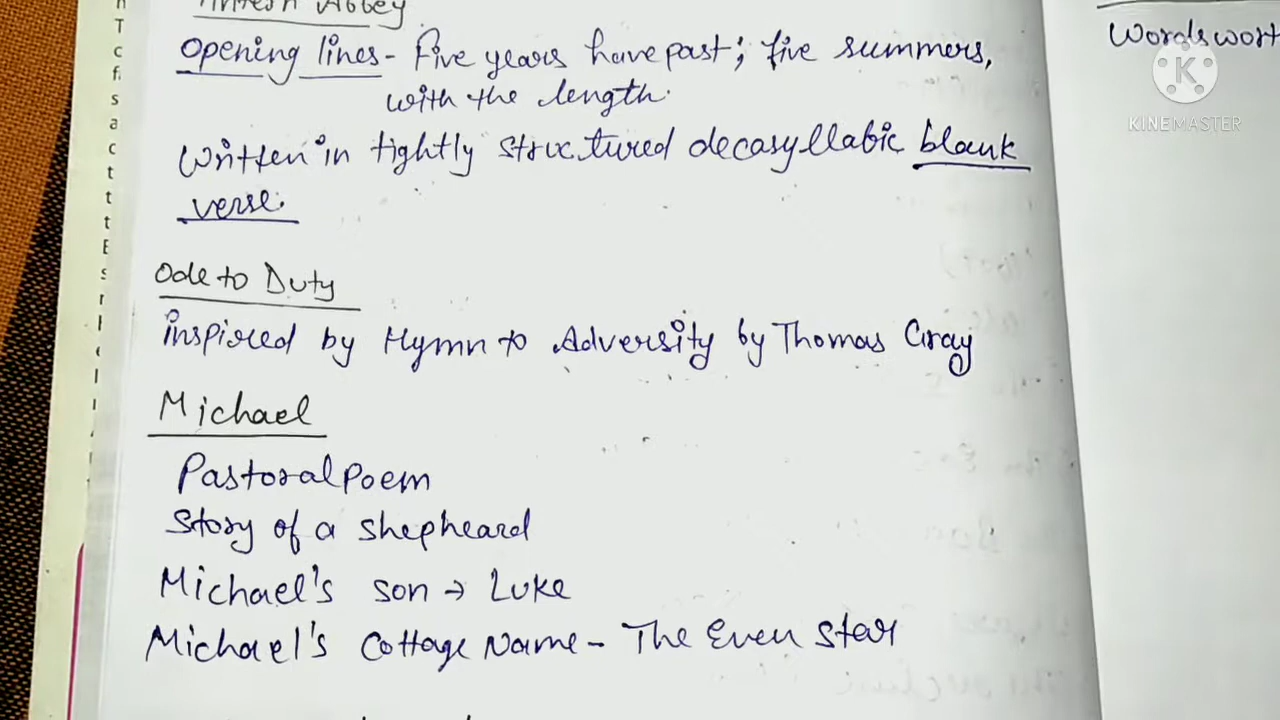 Abbey
Opening lines - Five years have past; five summers,
with the length.
Written in tightly structured decasyllabic blank
verse.
Ode to Duty
inspired by Hymn to Adversity by Thomas Gray
Michael
Pastoral Poem
Story of a shepheard
Michael's son → Luke
Michael's Cottage Name - The Even Star
Wordswort
KINEMASTER